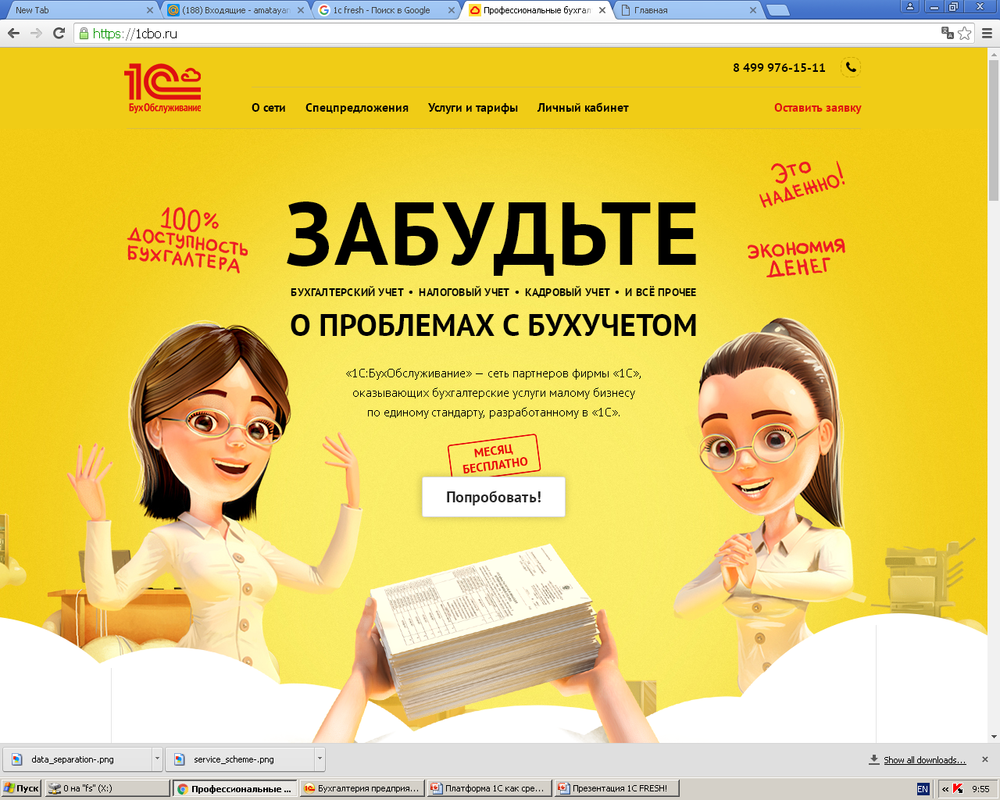 New Tab
(188) Входящие - amatayan
1c fresh - Поиск в Google
Профессиональные бухгал
Главная
https://1cbo.ru
1С
БухОбслуживание
8 499 976-15-11
О сети
Спецпредложения
Услуги и тарифы
Личный кабинет
Оставить заявку
Это
надежно!
100%
доступность
бухгалтера
ЗАБУДЬТЕ
экономия
денег
БУХГАЛТЕРСКИЙ УЧЕТ • НАЛОГОВЫЙ УЧЕТ • КАДРОВЫЙ УЧЕТ • И ВСЁ ПРОЧЕЕ
О ПРОБЛЕМАХ С БУХУЧЕТОМ
«1С:БухОбслуживание» — сеть партнеров фирмы «1С»,
оказывающих бухгалтерские услуги малому бизнесу
по единому стандарту, разработанному в «1С».
МЕСЯЦ
БЕСПЛАТНО
Попробовать!
data_separation-.png
service_scheme-.png
Show all downloads...
Пуск
0 на "fs" (X:)
Профессиональные ...
Бухгалтерия предприя...
Платформа 1С как сре...
Презентация 1C FRESH!
EN
«
9:55